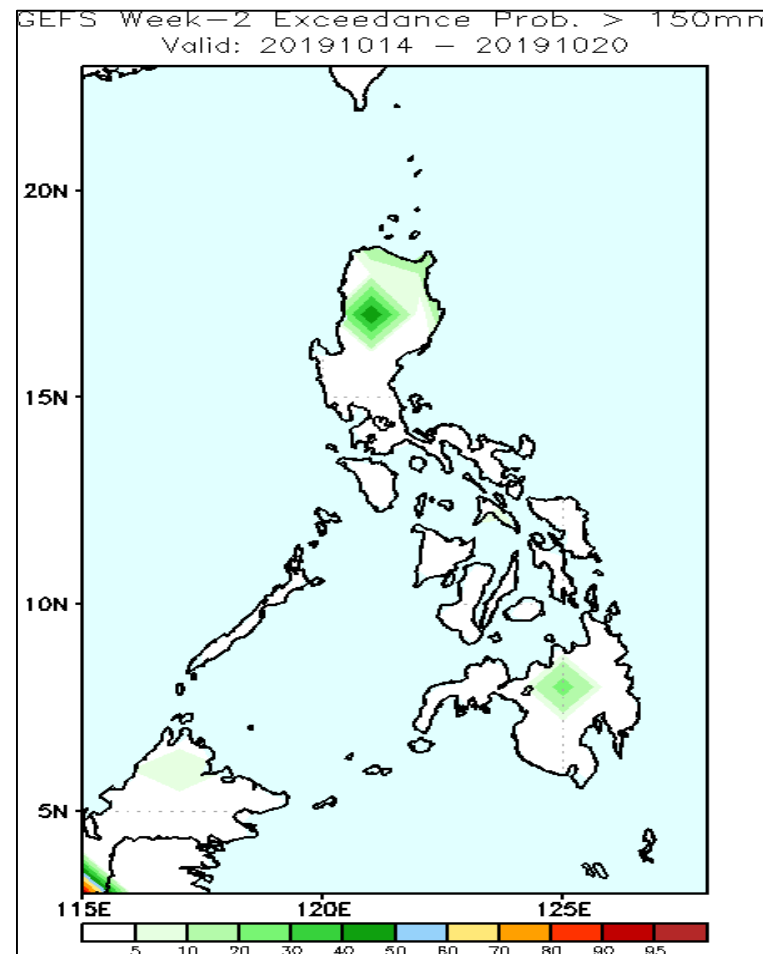 GEFS Week-2 Exceedance Prob. > 150mm
Valid: 20191014 - 20191020
20N
15N
10N
5N
115E 120E 125E
5 10 20 30 40 50 60 70 80 90 95